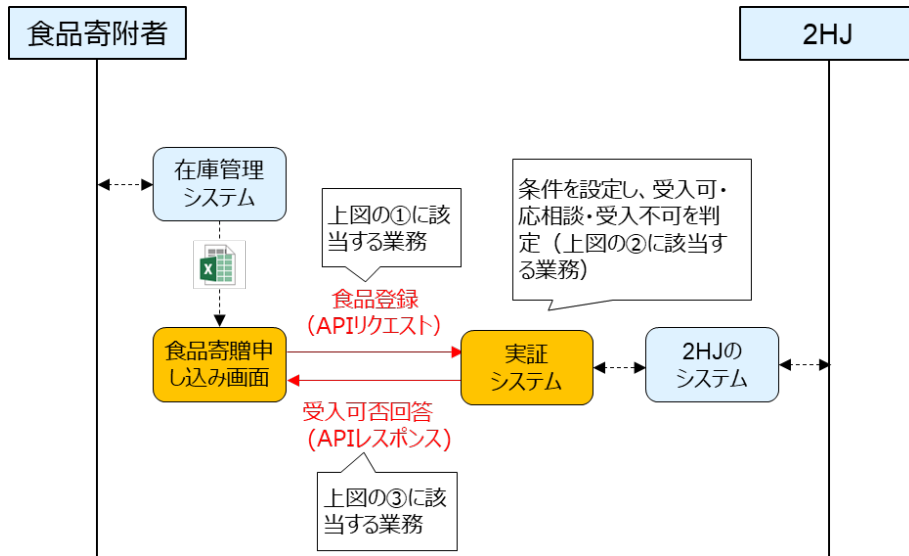 食品寄附者
2HJ
在庫管理
システム
上図の①に該
当する業務
条件を設定し、受入可・
応相談・受入不可を判
定（上図の②に該当す
る業務）
食品登録
（APIリクエスト）
食品寄贈申
し込み画面
実証
システム
2HJの
システム
受入可否回答
（APIレスポンス）
上図の③に該
当する業務